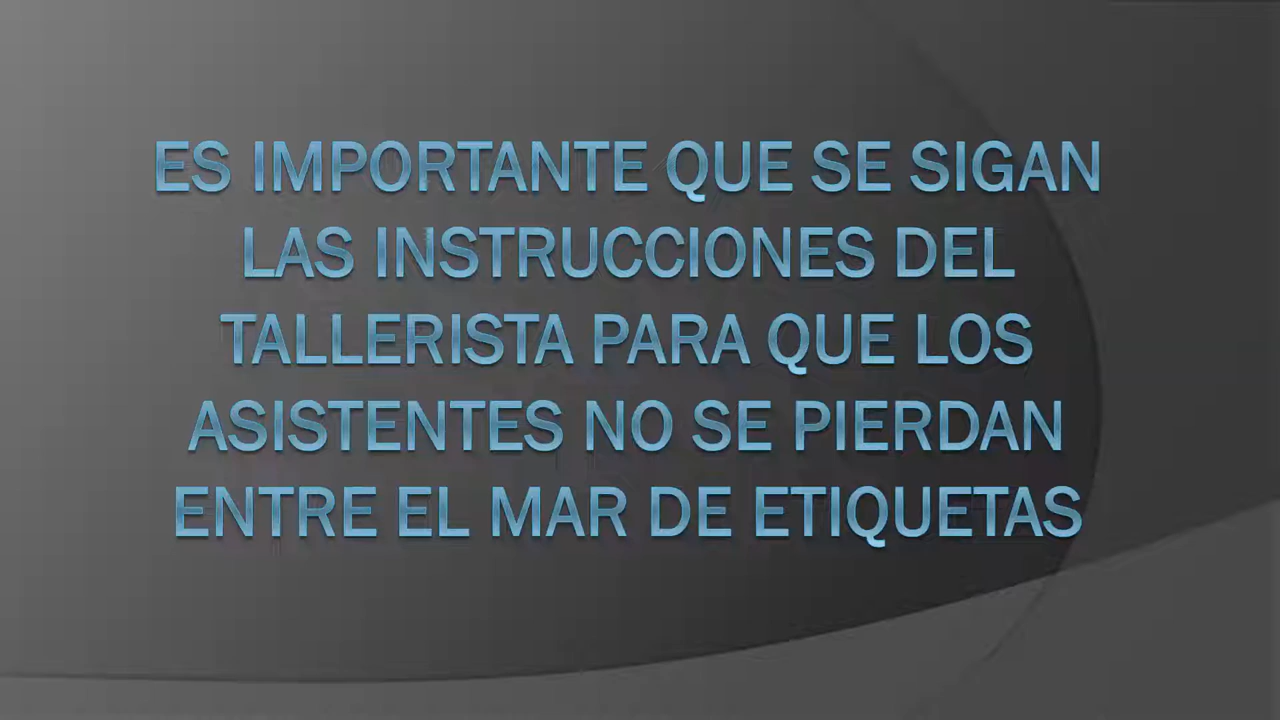 ES IMPORTANTE QUE SE SIGAN
LAS INSTRUCCIONES DEL
TALLERISTA PARA QUE LOS
ASISTENTES NO SE PIERDAN
ENTRE EL MAR DE ETIQUETAS